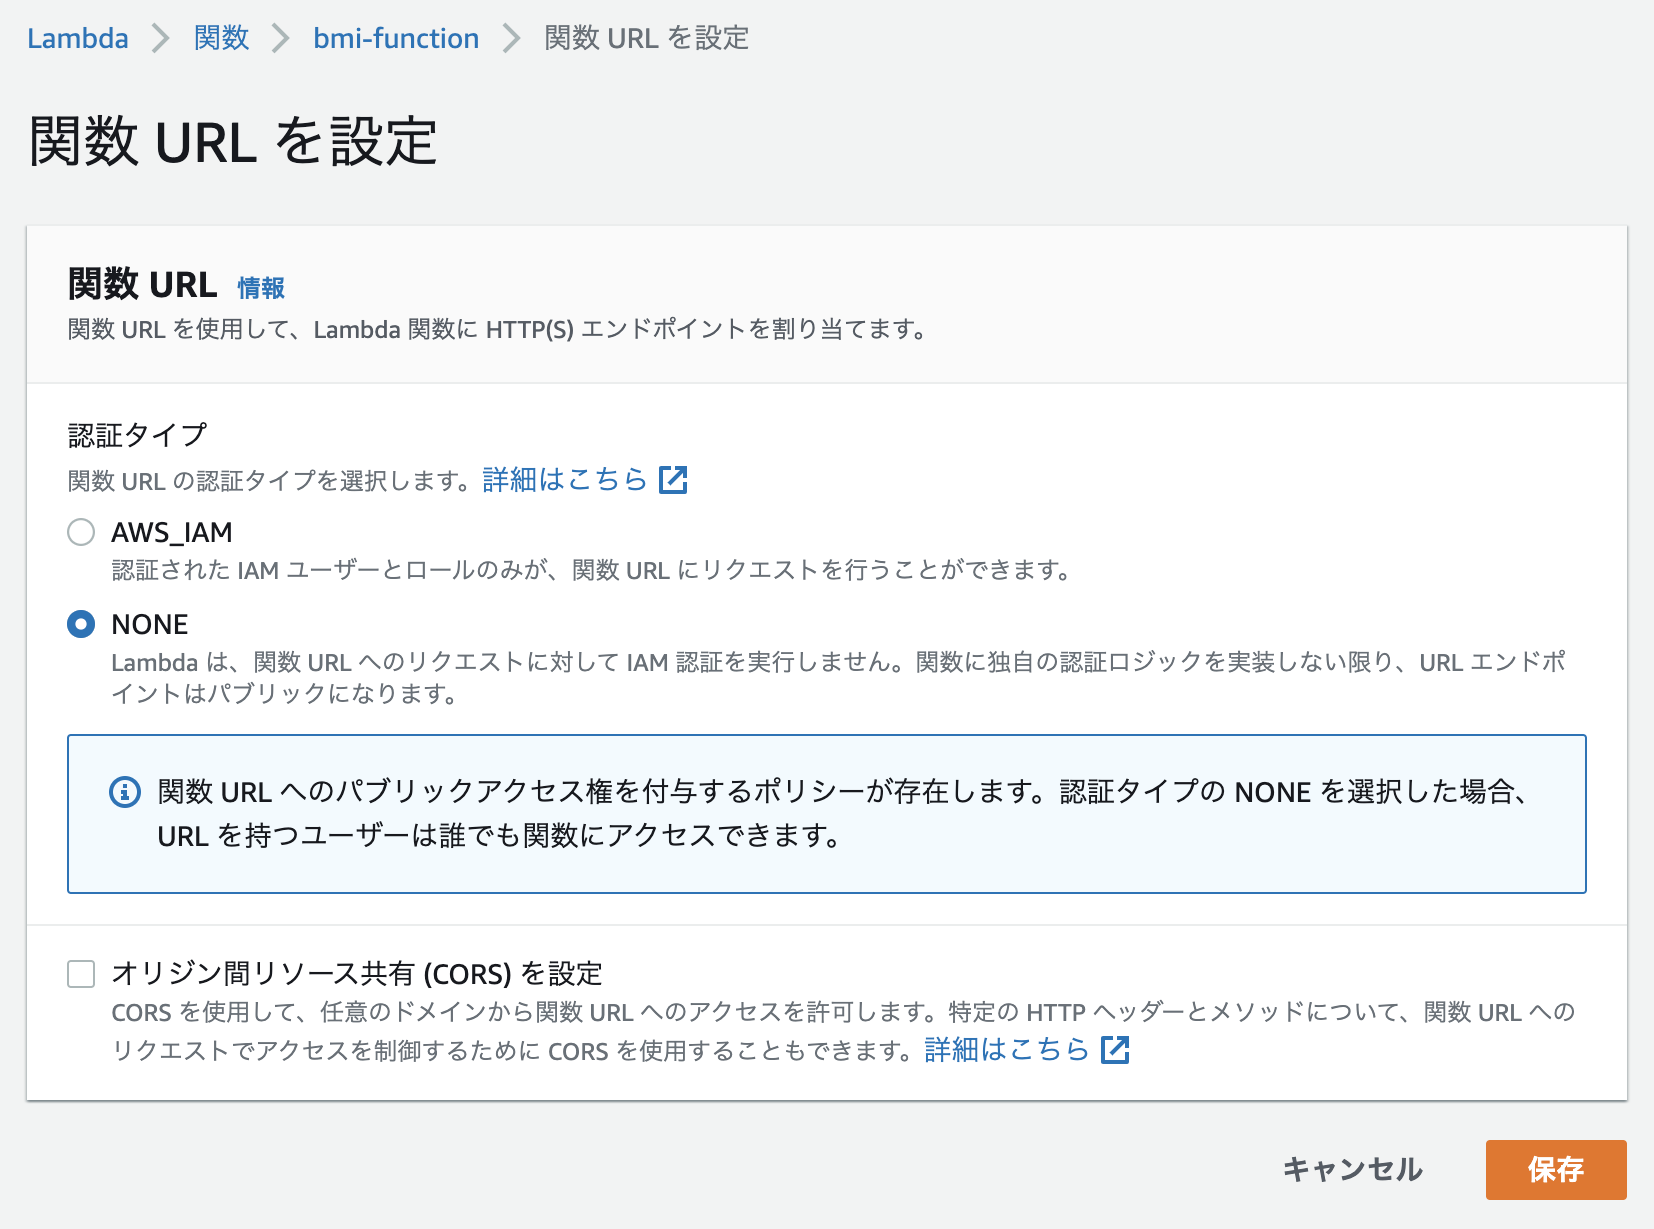 Lambda > 関数 > bmi-function > 関数 URL を設定
関数 URL を設定
関数 URL 情報
関数 URL を使用して、Lambda 関数に HTTP(S) エンドポイントを割り当てます。
認証タイプ
関数 URL の認証タイプを選択します。詳細はこちら
AWS_IAM
認証された IAM ユーザーとロールのみが、関数 URL にリクエストを行うことができます。
NONE
Lambda は、関数 URL へのリクエストに対して IAM 認証を実行しません。関数に独自の認証ロジックを実装しない限り、URL エンドポ
イントはパブリックになります。
関数 URL へのパブリックアクセス権を付与するポリシーが存在します。認証タイプの NONE を選択した場合、
URL を持つユーザーは誰でも関数にアクセスできます。
オリジン間リソース共有 (CORS) を設定
CORS を使用して、任意のドメインから関数 URL へのアクセスを許可します。特定の HTTP ヘッダーとメソッドについて、関数 URL への
リクエストでアクセスを制御するために CORS を使用することもできます。詳細はこちら
キャンセル 保存